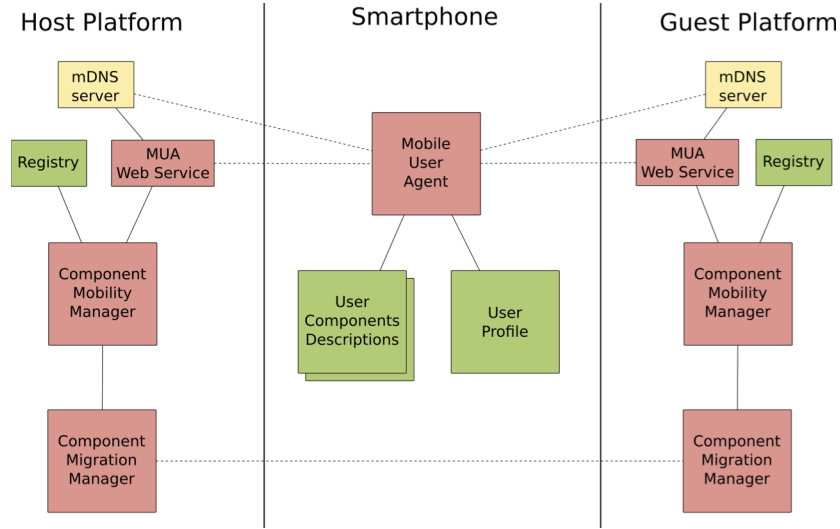 Host Platform
Smartphone
Guest Platform
mDNS
server
Registry
MUA
Web Service
Component
Mobility
Manager
Component
Migration
Manager
Mobile
User
Agent
User
Components
Descriptions
User
Profile
mDNS
server
MUA
Web Service
Registry
Component
Mobility
Manager
Component
Migration
Manager